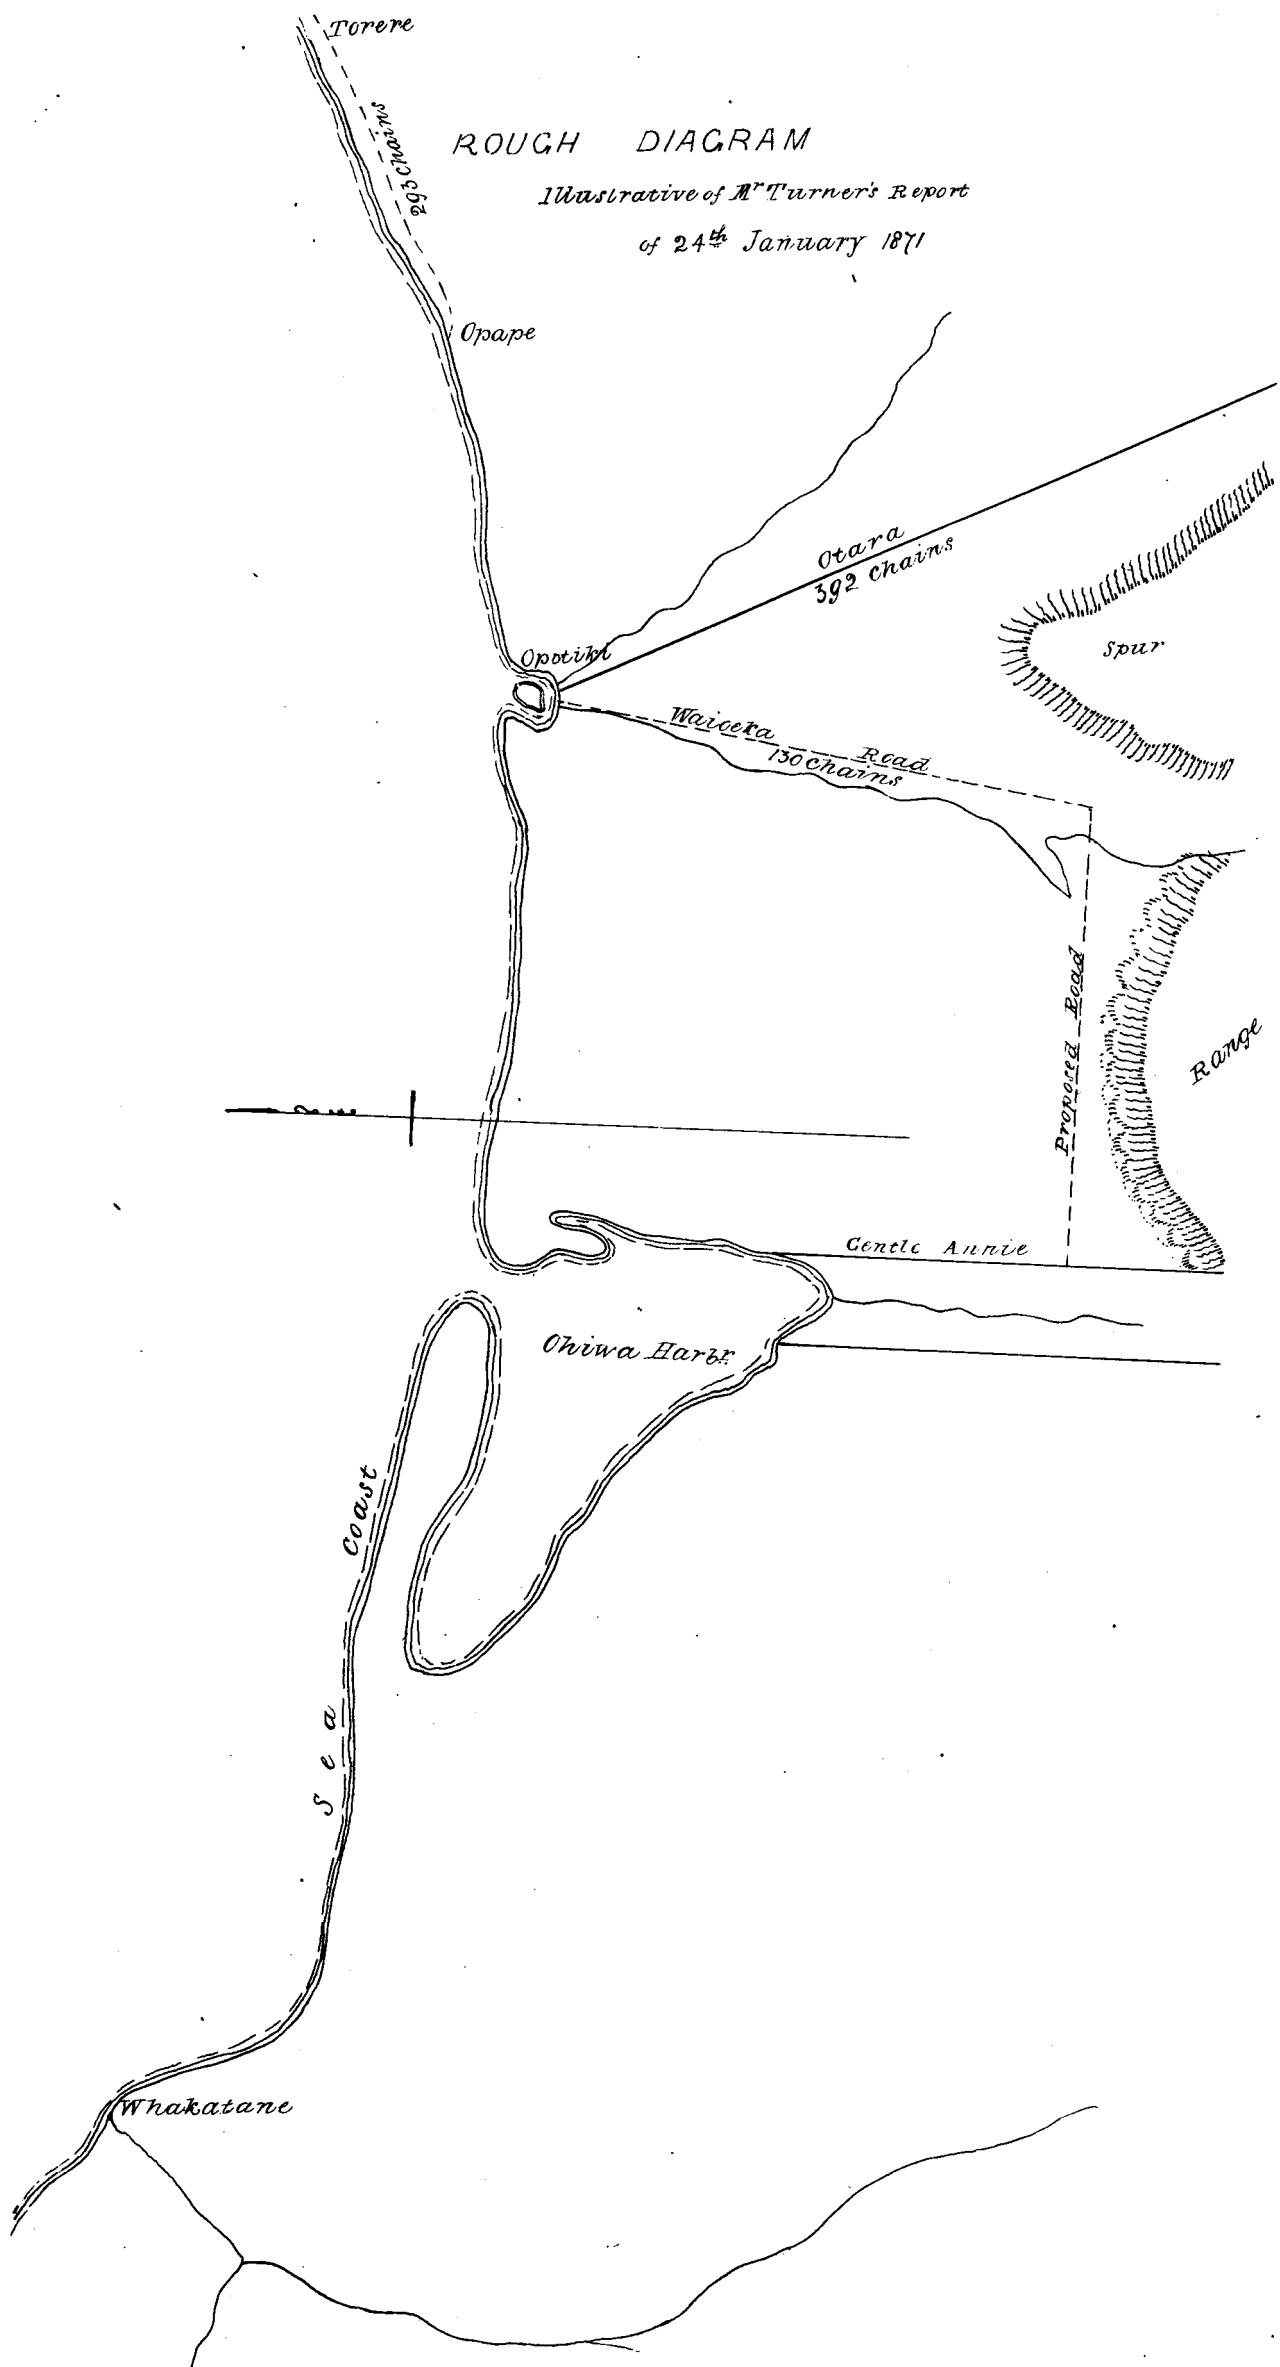 Torere
293 Chains
ROUGH DIAGRAM
Illustrative of Mr Turner's Report
of 24th January 1871
Opape
Otara
392 Chains
Spur
Opotiki
Waioeka Road
130 Chains
Proposed Road
Range
Gentle Annie
Ohiwa Harbr
Sea Coast
Whakatane